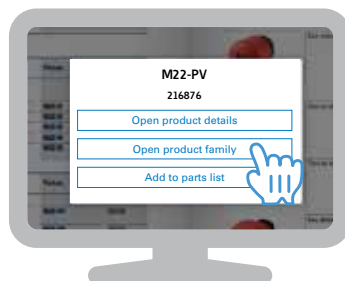 M22-PV
216876
Open product details
Open product family
Add to parts list